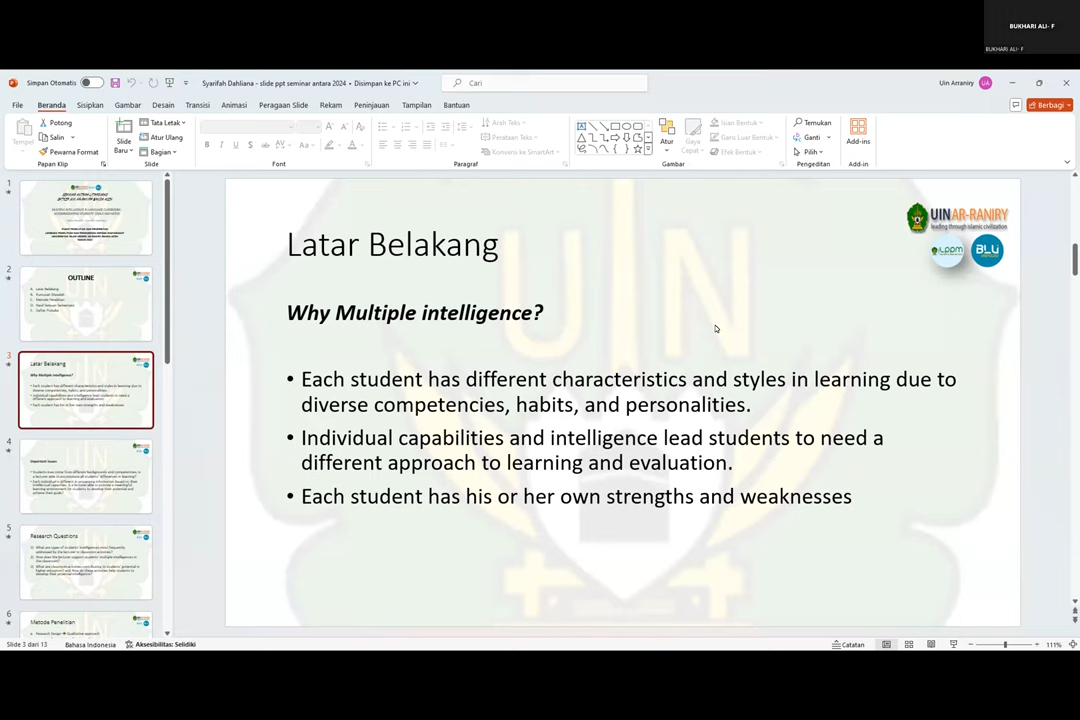 BUKHARI ALI- F
BUKHARI ALI- F
Simpan Otomatis
Syarifah Dahliana - slide ppt seminar antara 2024 • Disimpan ke PC ini
Cari
Uin Arraniry
UA
File Beranda Sisipkan Gambar Desain Transisi Animasi Peragaan Slide Rekam Peninjauan Tampilan Bantuan
Berbagi
Tempel
Potong
Salin
Pewarna Format
Papan Klip
Slide Baru
Tata Letak
Atur Ulang
Bagian
Slide
Font
Arah Teks
Perataan Teks
Konversi ke SmartArt
Paragraf
Atur
Gaya Cepat
Isian Bentuk
Garis Luar Bentuk
Efek Bentuk
Gambar
Temukan
Ganti
Pilih
Pengeditan
Add-ins
Add-in
1
2
OUTLINE
3
Latar Belakang
Why Multiple intelligence?
4
Important Issues
5
Research Questions
6
Metode Penelitian
UIN AR-RANIRY
leading through islamic civilization
LPPM
BLU
Latar Belakang
Why Multiple intelligence?
• Each student has different characteristics and styles in learning due to
diverse competencies, habits, and personalities.
• Individual capabilities and intelligence lead students to need a
different approach to learning and evaluation.
• Each student has his or her own strengths and weaknesses
Slide 3 dari 13
Bahasa Indonesia
Aksesibilitas: Selidiki
Catatan
111%